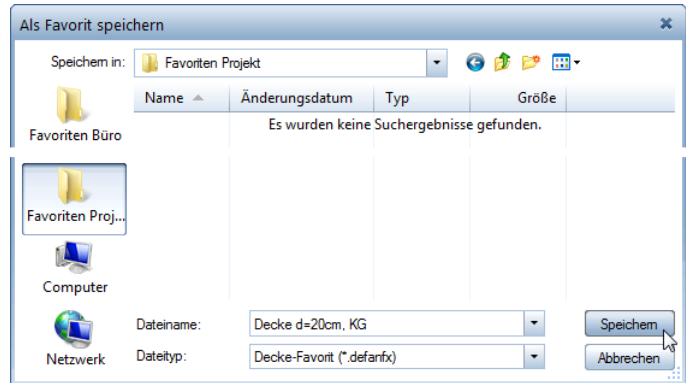 Als Favorit speichern
Speichern in: Favoriten Projekt
Name Änderungsdatum Typ Größe
Es wurden keine Suchergebnisse gefunden.
Favoriten Büro
Favoriten Proj...
Computer
Netzwerk
Dateiname: Decke d=20cm, KG Speichern
Dateityp: Decke-Favorit (*.defanfx) Abbrechen